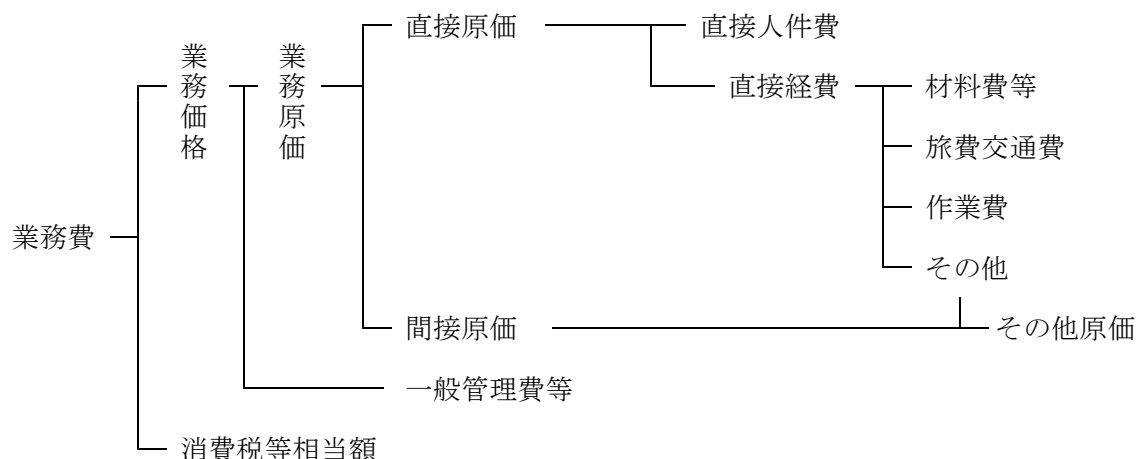 直接原価
直接人件費
業務価格
業務原価
直接経費
材料費等
旅費交通費
作業費
業務費
その他
間接原価
その他原価
一般管理費等
消費税等相当額